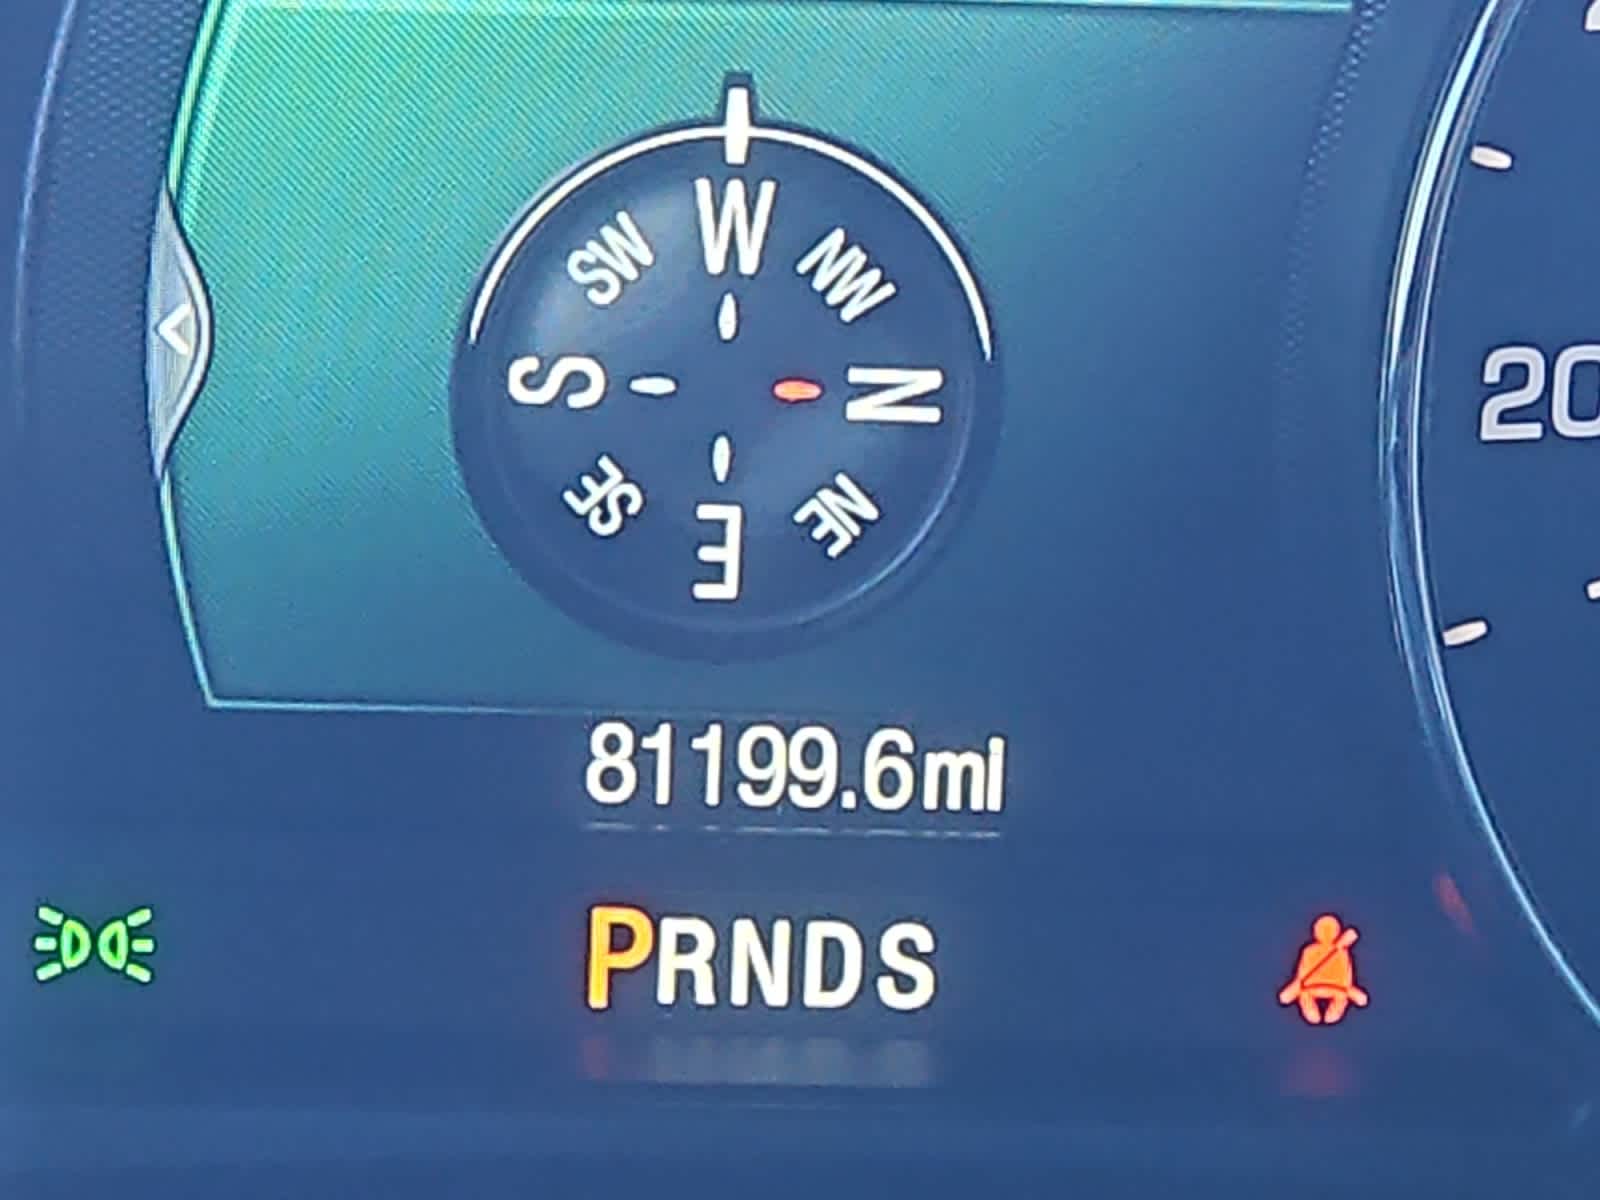 W
SW NW
S N
SE NE
E
20
81199.6mi
PRNDS